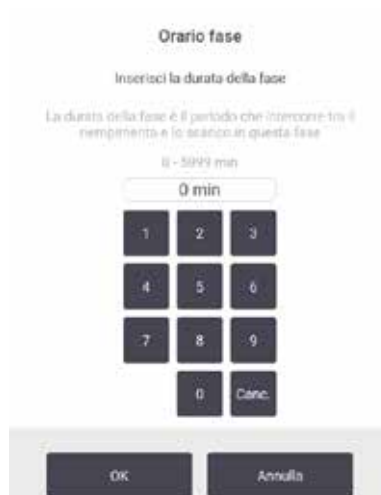 Orario fase
Inserisci la durata della fase
La durata della fase è il periodo che intercorre tra il
riempimento e lo scarico in questa fase
0 - 5999 min
0 min
1 2 3
4 5 6
7 8 9
0 Canc.
OK Annulla